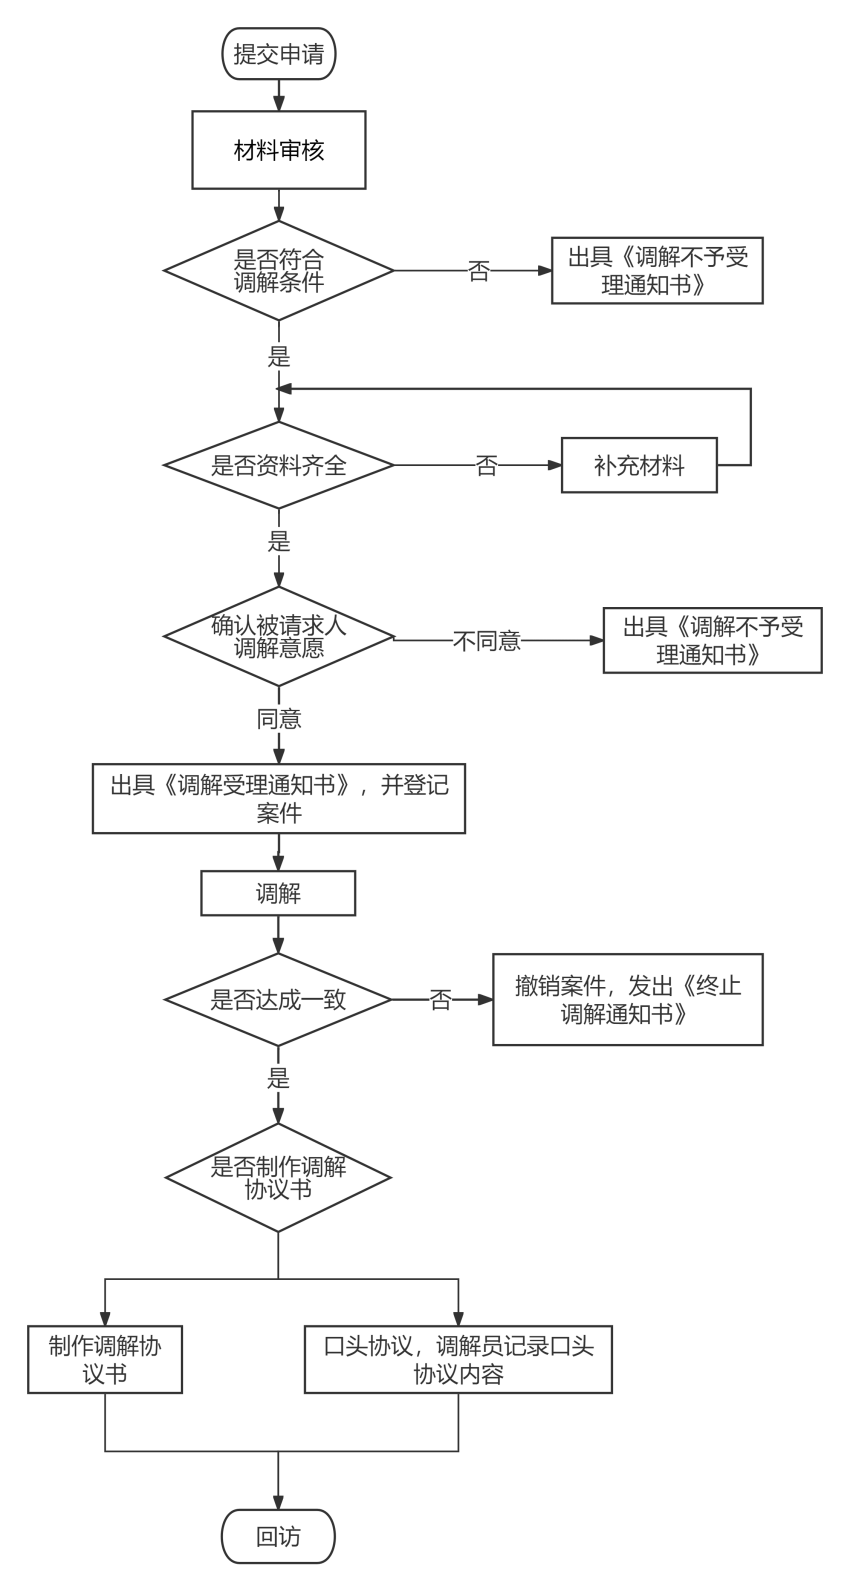 提交申请
材料审核
是否符合
调解条件
否
出具《调解不予受
理通知书》
是
是否资料齐全
否
补充材料
是
确认被请求人
调解意愿
不同意
出具《调解不予受
理通知书》
同意
出具《调解受理通知书》，并登记
案件
调解
是否达成一致
否
撤销案件，发出《终止
调解通知书》
是
是否制作调解
协议书
制作调解协
议书
口头协议，调解员记录口头
协议内容
回访